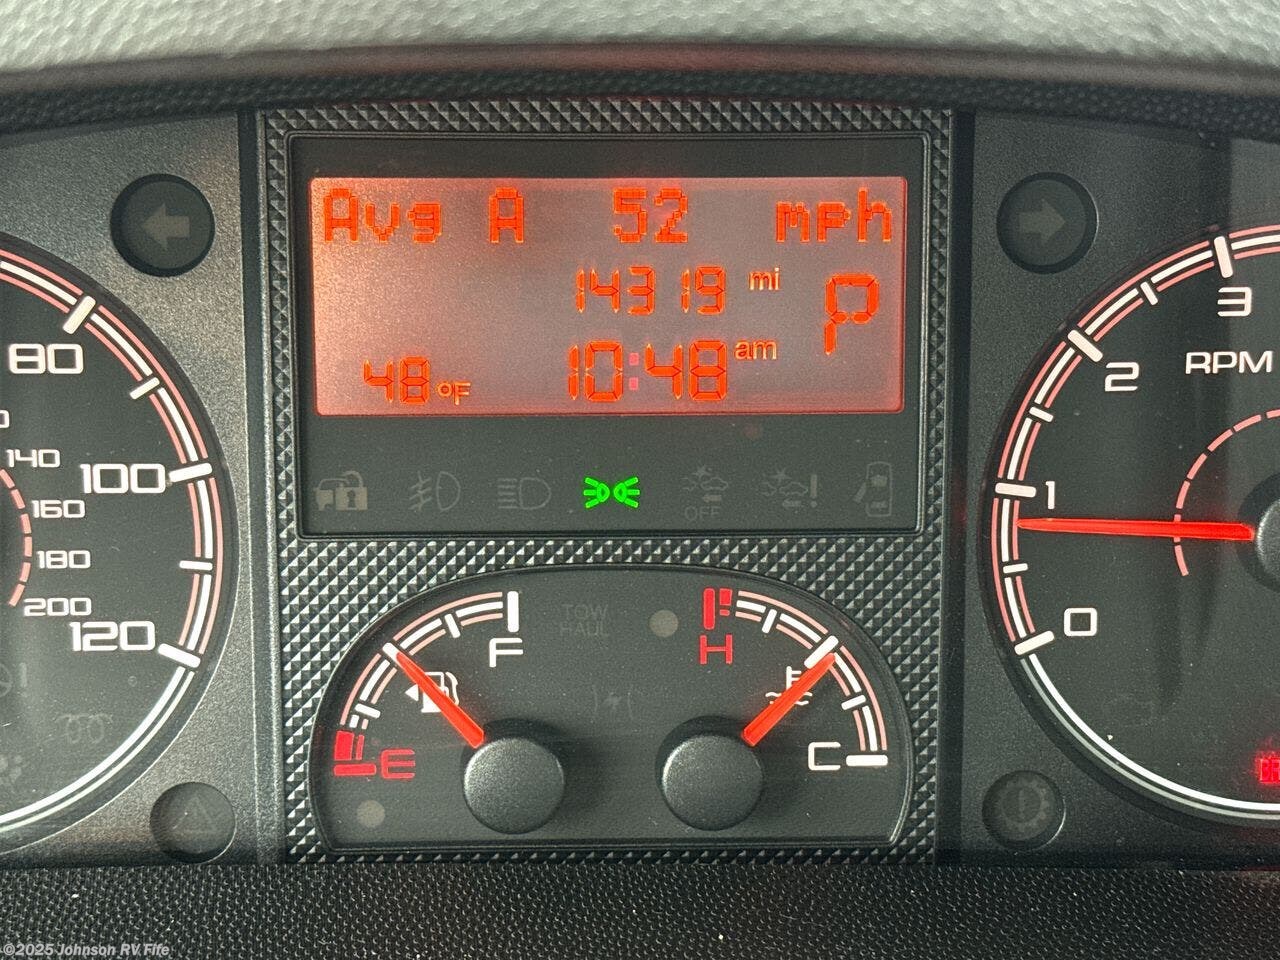 Avg A 52 mph
14319 mi
P
48 °F 10:48 am
80
100
120
140
160
180
200
OFF
TOW
HAUL
F
E
H
C
3
2
1
0
RPM
©2025 Johnson RV Fife